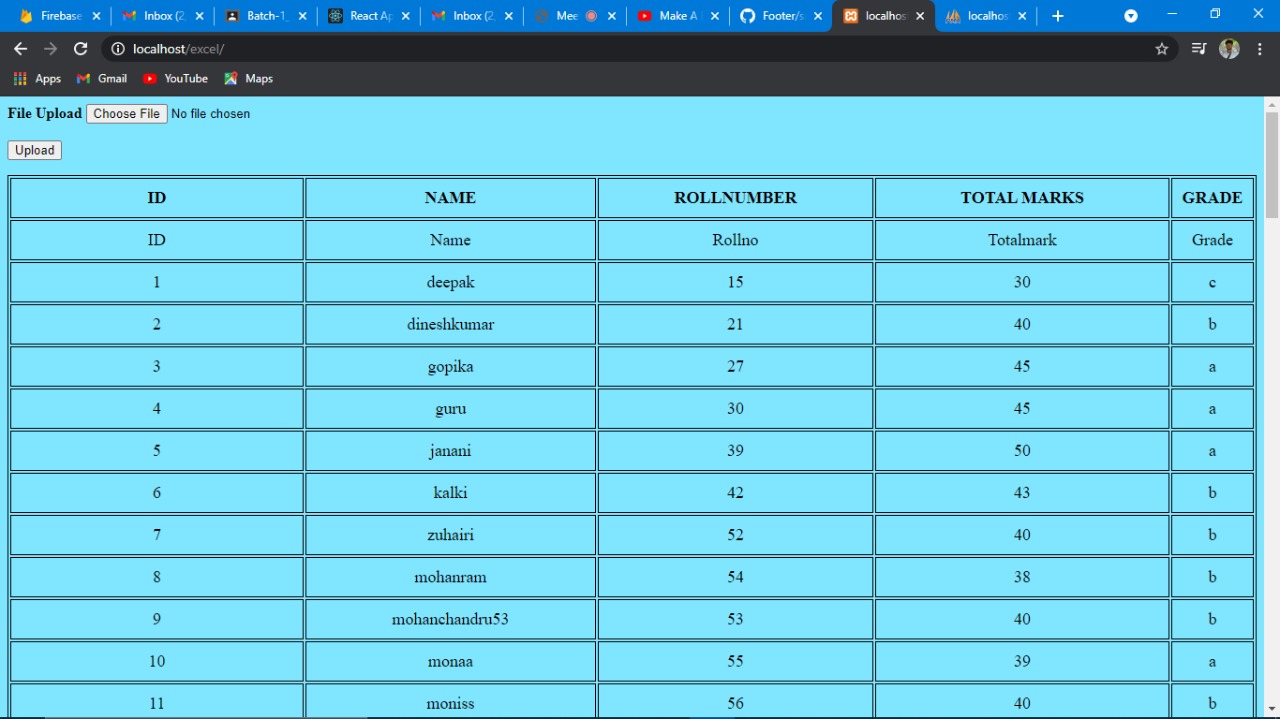 Firebase Inbox (2, Batch-1_ React Ap Inbox (2, Mee Make A Footer/s localhos localhos
localhost/excel/
Apps Gmail YouTube Maps
File Upload Choose File No file chosen
Upload
ID NAME ROLLNUMBER TOTAL MARKS GRADE
ID Name Rollno Totalmark Grade
1 deepak 15 30 c
2 dineshkumar 21 40 b
3 gopika 27 45 a
4 guru 30 45 a
5 janani 39 50 a
6 kalki 42 43 b
7 zuhairi 52 40 b
8 mohanram 54 38 b
9 mohanchandru53 53 40 b
10 monaa 55 39 a
11 moniss 56 40 b